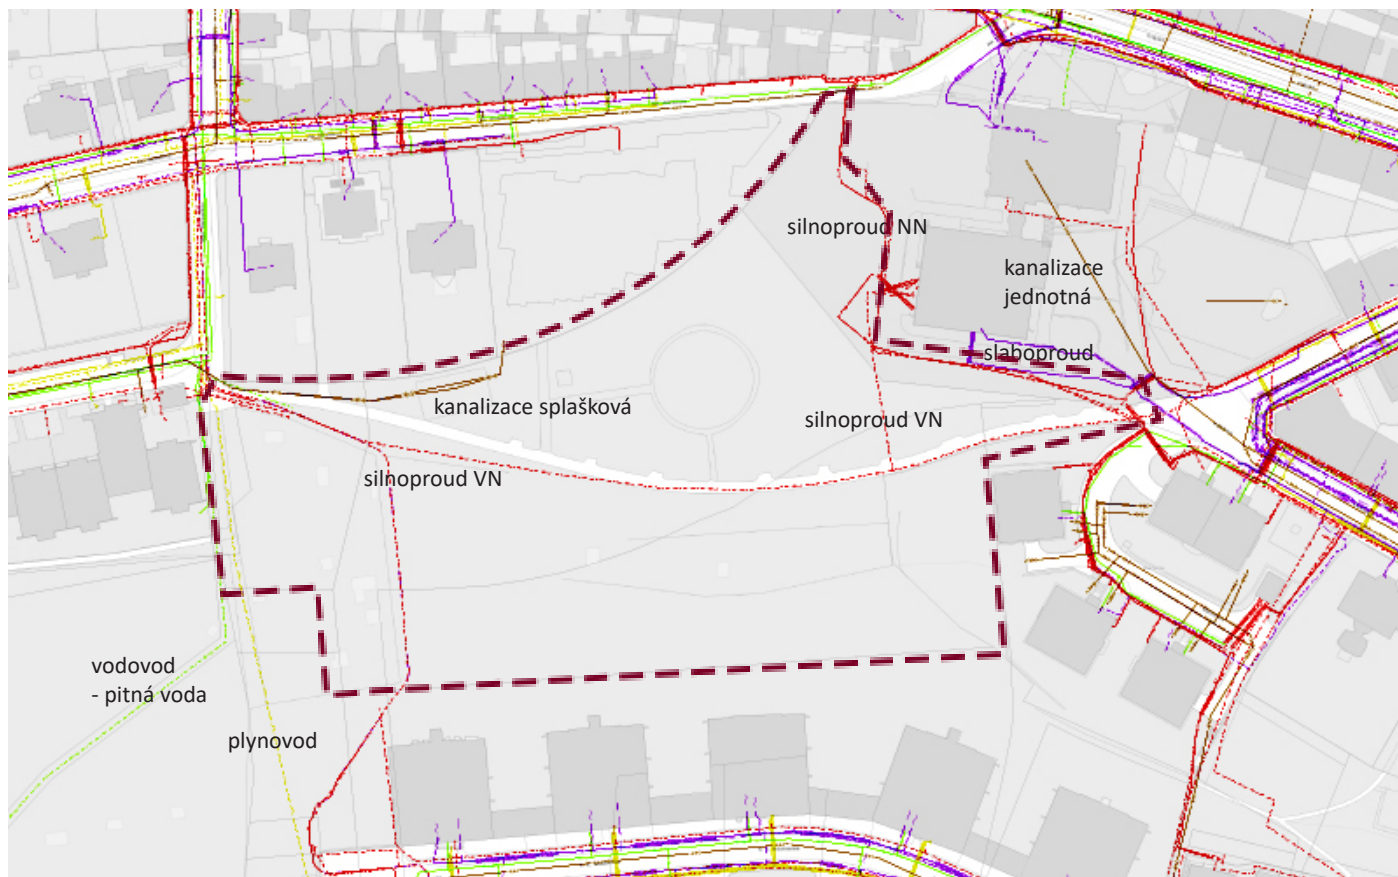 silnoproud NN
kanalizace
jednotná
slaboproud
kanalizace splašková
silnoproud VN
silnoproud VN
vodovod
- pitná voda
plynovod